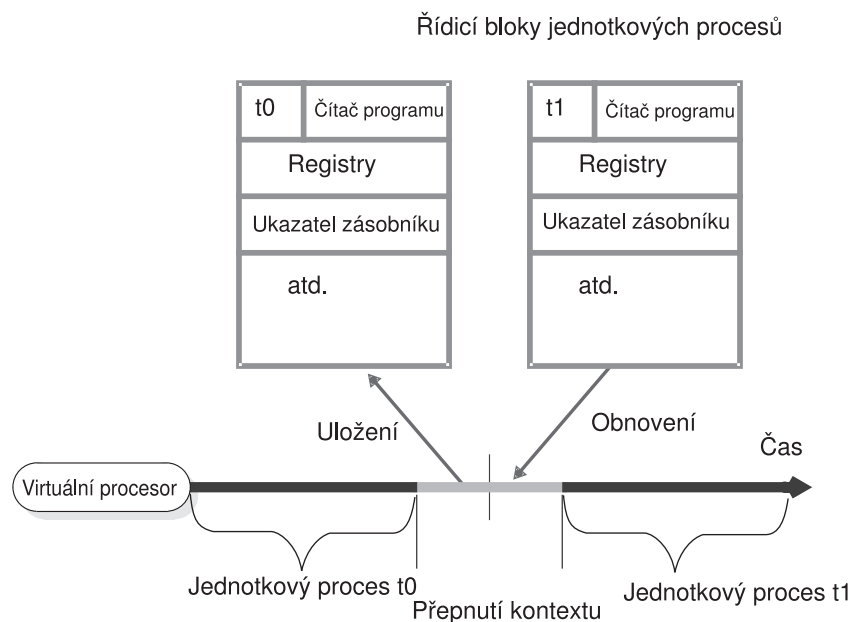 Řídicí bloky jednotkových procesů
t0 Čítač programu
Registry
Ukazatel zásobníku
atd.
t1 Čítač programu
Registry
Ukazatel zásobníku
atd.
Uložení
Obnovení
Čas
Virtuální procesor
Jednotkový proces t0
Přepnutí kontextu
Jednotkový proces t1